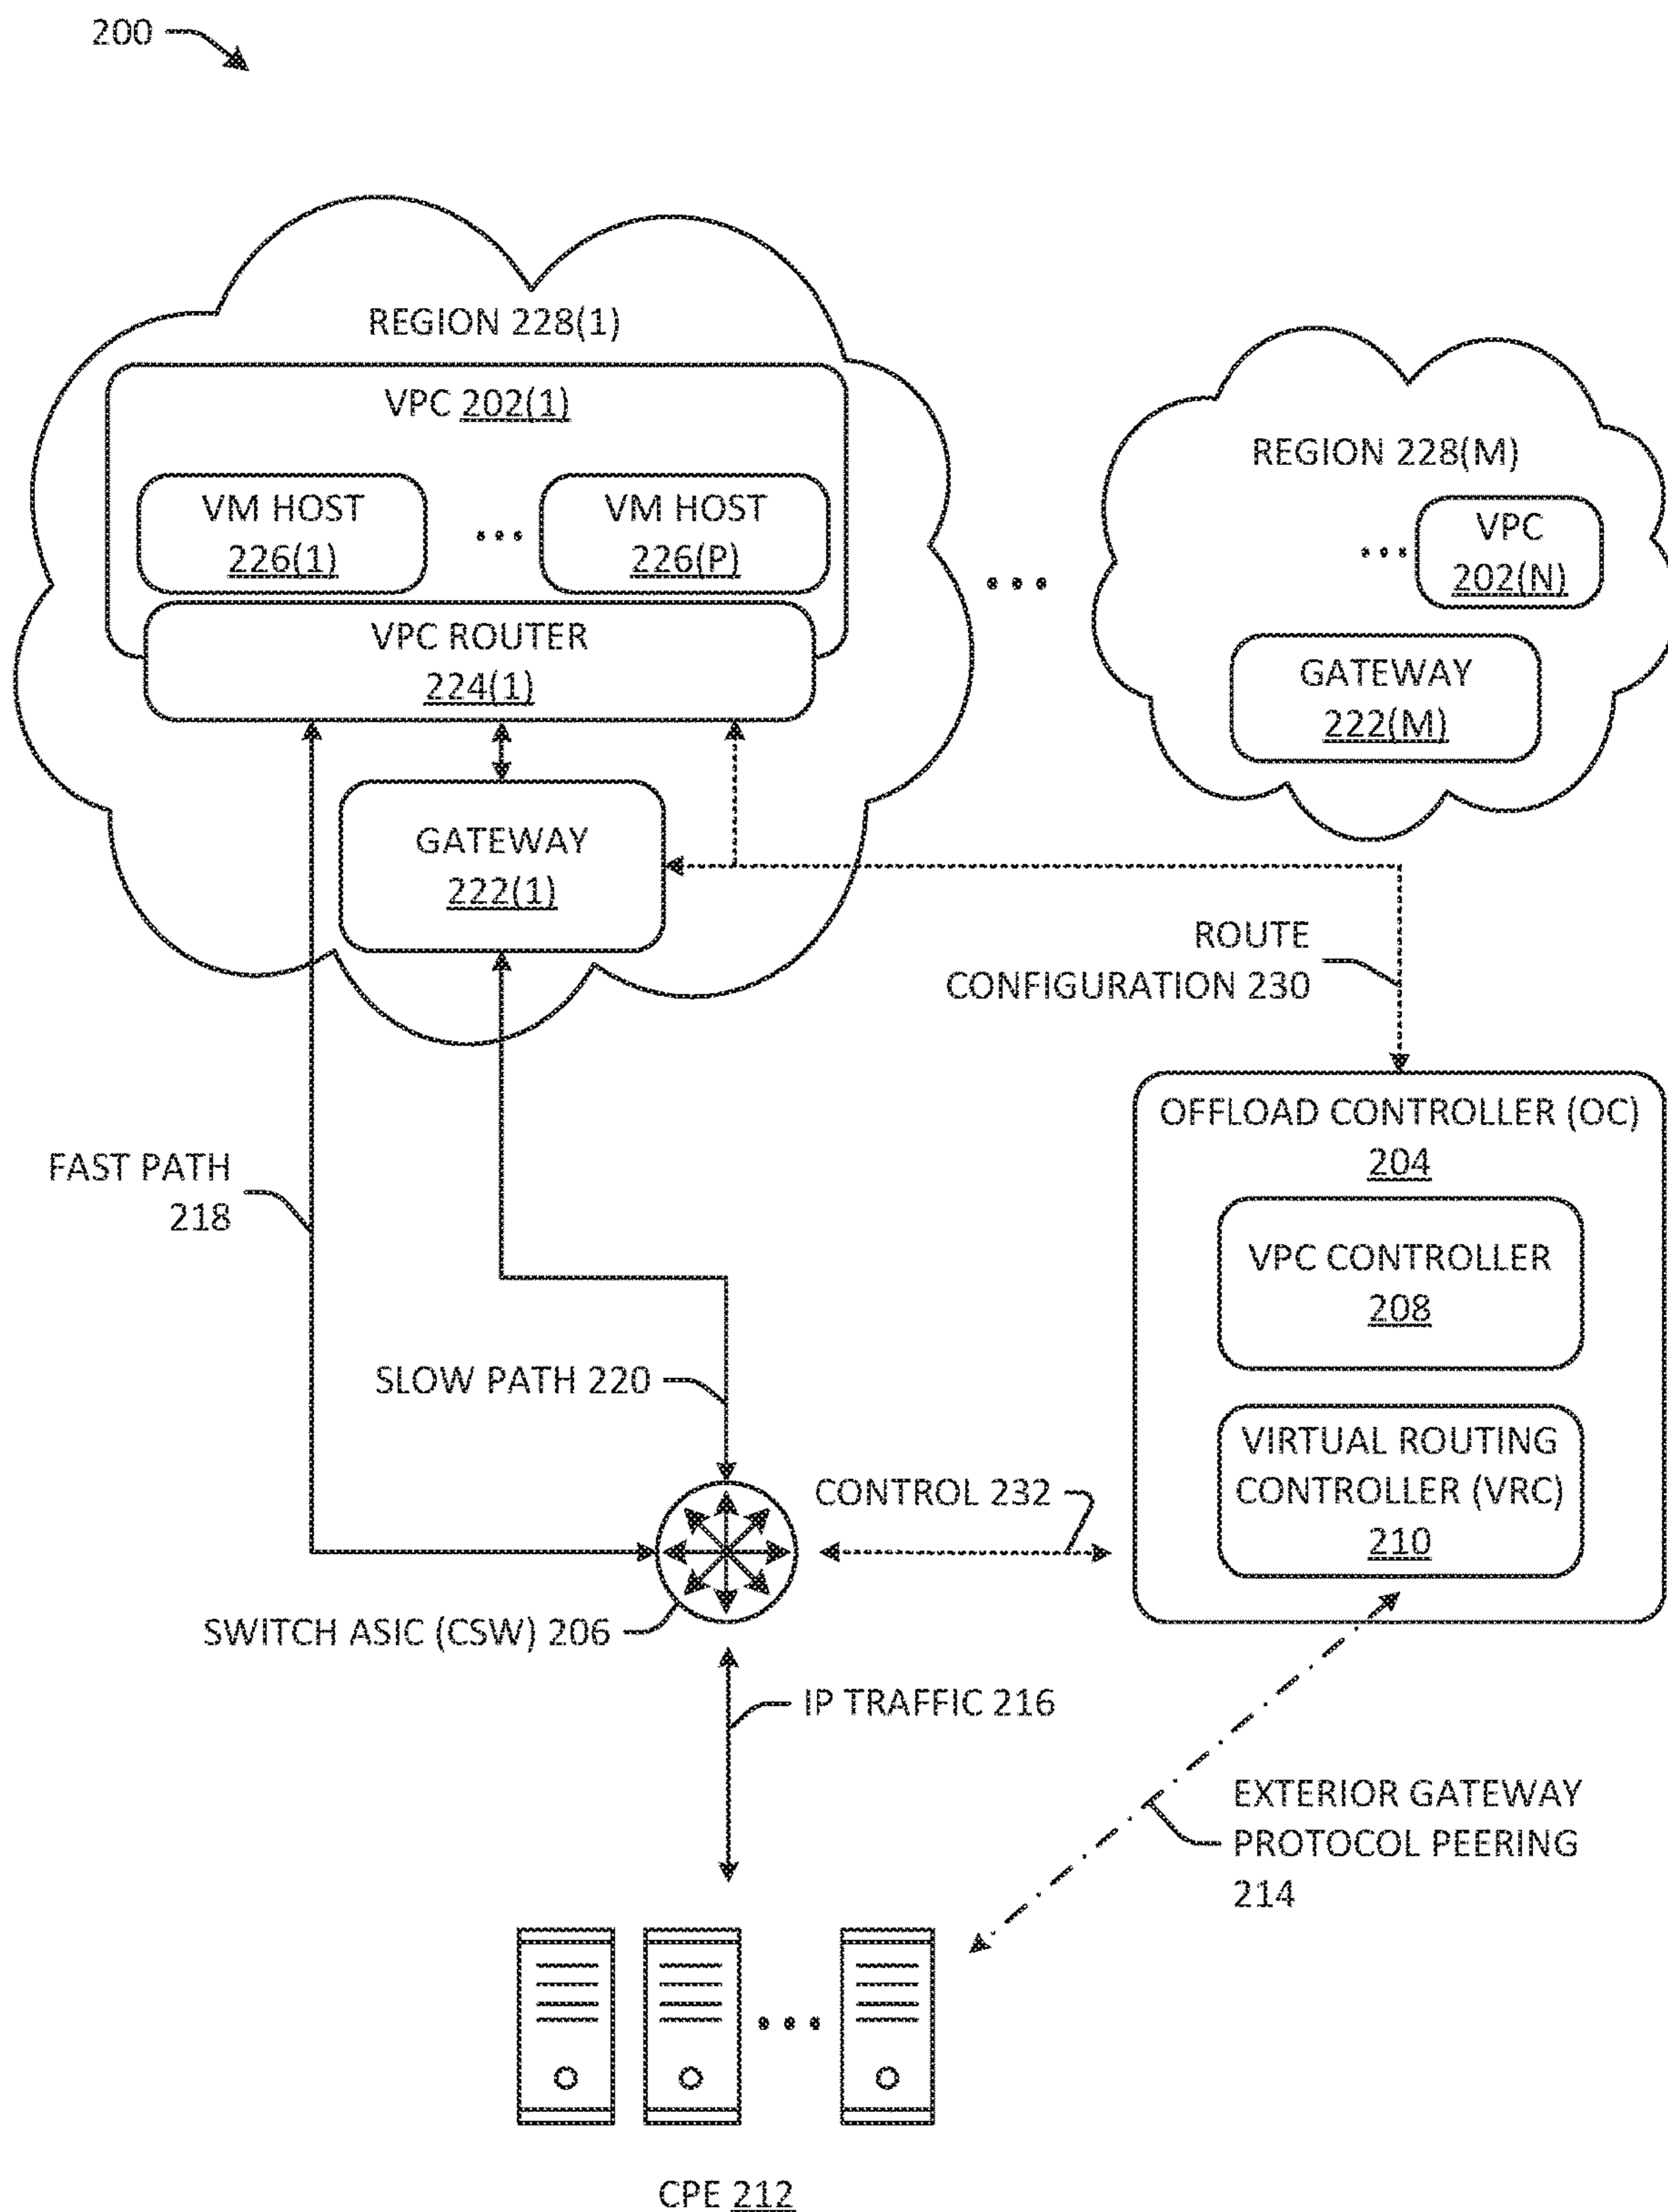 200
REGION 228(1)
VPC 202(1)
VM HOST
226(1)
VM HOST
226(P)
VPC ROUTER
224(1)
GATEWAY
222(1)
REGION 228(M)
VPC
202(N)
GATEWAY
222(M)
ROUTE
CONFIGURATION 230
OFFLOAD CONTROLLER (OC)
204
VPC CONTROLLER
208
VIRTUAL ROUTING
CONTROLLER (VRC)
210
FAST PATH
218
SLOW PATH 220
CONTROL 232
SWITCH ASIC (CSW) 206
IP TRAFFIC 216
EXTERIOR GATEWAY
PROTOCOL PEERING
214
CPE 212